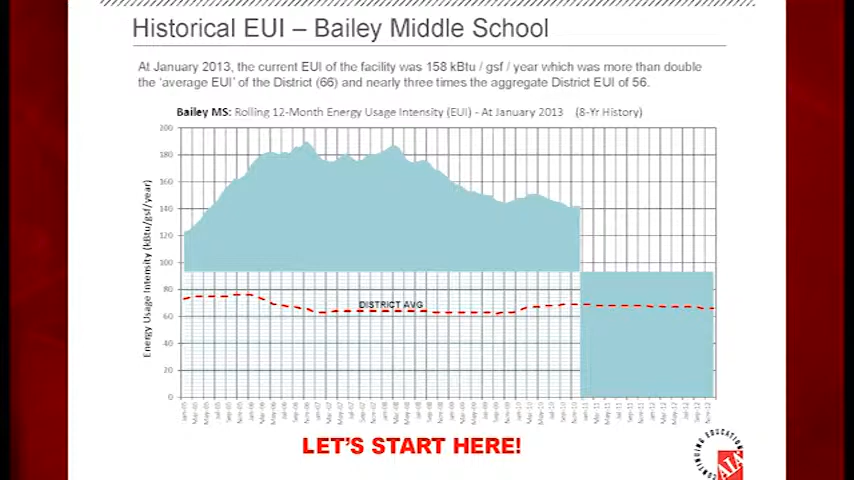 Historical EUI – Bailey Middle School
At January 2013, the current EUI of the facility was 158 kBtu / gsf / year which was more than double
the 'average EUI' of the District (66) and nearly three times the aggregate District EUI of 56.
Bailey MS: Rolling 12-Month Energy Usage Intensity (EUI) - At January 2013 (8-Yr History)
Energy Usage Intensity (kBtu/gsf/year)
200
180
160
140
120
100
80
60
40
20
0
DISTRICT AVG
LET'S START HERE!
CONTINUING EDUCATION
AIA